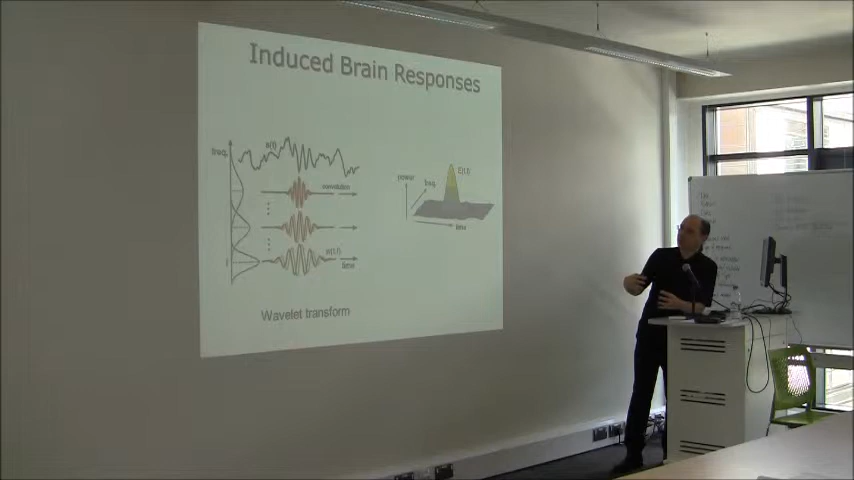 Induced Brain Responses
freq.
s(t)
convolution
w(t,f)
time
power
freq.
E(t,f)
time
Wavelet transform